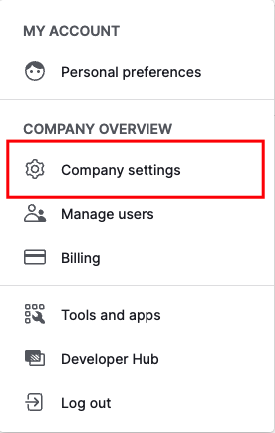 MY ACCOUNT
Personal preferences
COMPANY OVERVIEW
Company settings
Manage users
Billing
Tools and apps
Developer Hub
Log out